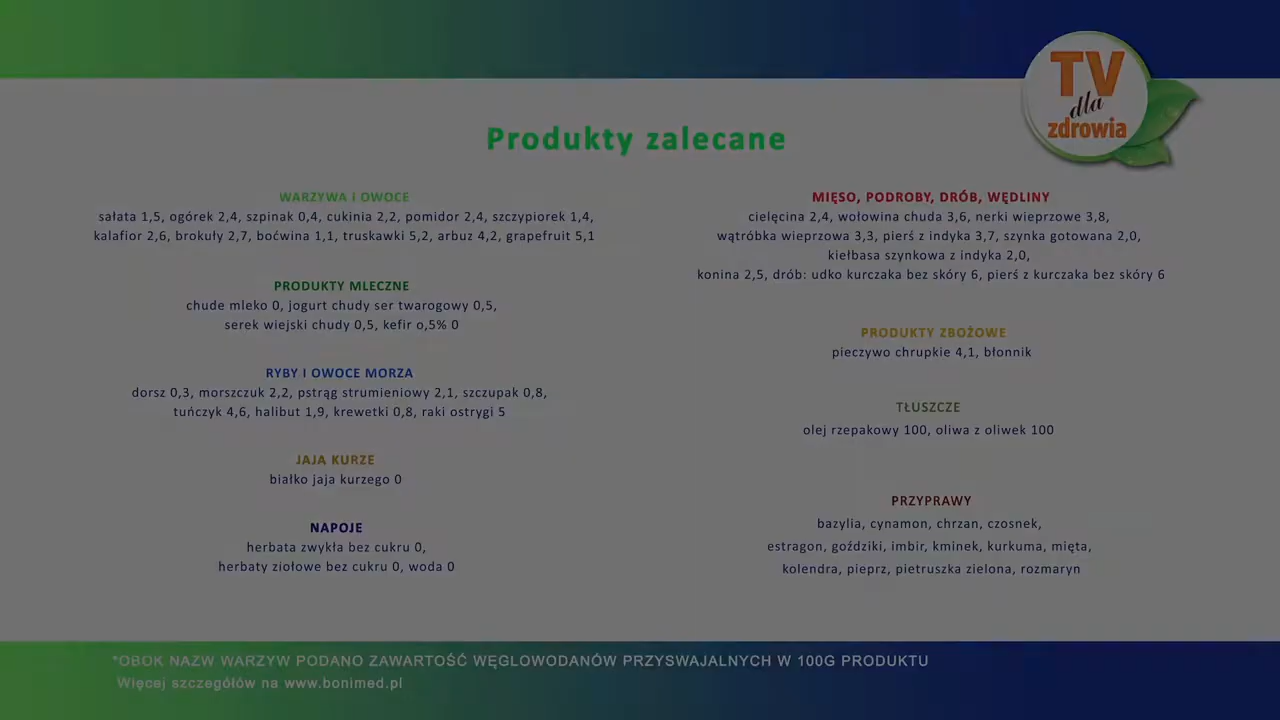 TV
dla
zdrowia
Produkty zalecane
WARZYWA I OWOCE
sałata 1,5, ogórek 2,4, szpinak 0,4, cukinia 2,2, pomidor 2,4, szczypiorek 1,4,
kalafior 2,6, brokuły 2,7, boćwina 1,1, truskawki 5,2, arbuz 4,2, grapefruit 5,1
PRODUKTY MLECZNE
chude mleko 0, jogurt chudy ser twarogowy 0,5,
serek wiejski chudy 0,5, kefir o,5% 0
RYBY I OWOCE MORZA
dorsz 0,3, morszczuk 2,2, pstrąg strumieniowy 2,1, szczupak 0,8,
tuńczyk 4,6, halibut 1,9, krewetki 0,8, raki ostrygi 5
JAJA KURZE
białko jaja kurzego 0
NAPOJE
herbata zwykła bez cukru 0,
herbaty ziołowe bez cukru 0, woda 0
MIĘSO, PODROBY, DRÓB, WĘDLINY
cielęcina 2,4, wołowina chuda 3,6, nerki wieprzowe 3,8,
wątróbka wieprzowa 3,3, pierś z indyka 3,7, szynka gotowana 2,0,
kiełbasa szynkowa z indyka 2,0,
konina 2,5, drób: udko kurczaka bez skóry 6, pierś z kurczaka bez skóry 6
PRODUKTY ZBOŻOWE
pieczywo chrupkie 4,1, błonnik
TŁUSZCZE
olej rzepakowy 100, oliwa z oliwek 100
PRZYPRAWY
bazylia, cynamon, chrzan, czosnek,
estragon, goździki, imbir, kminek, kurkuma, mięta,
kolendra, pieprz, pietruszka zielona, rozmaryn
*OBOK NAZW WARZYW PODANO ZAWARTOŚĆ WĘGLOWODANÓW PRZYSWAJALNYCH W 100G PRODUKTU
Więcej szczegółów na www.bonimed.pl